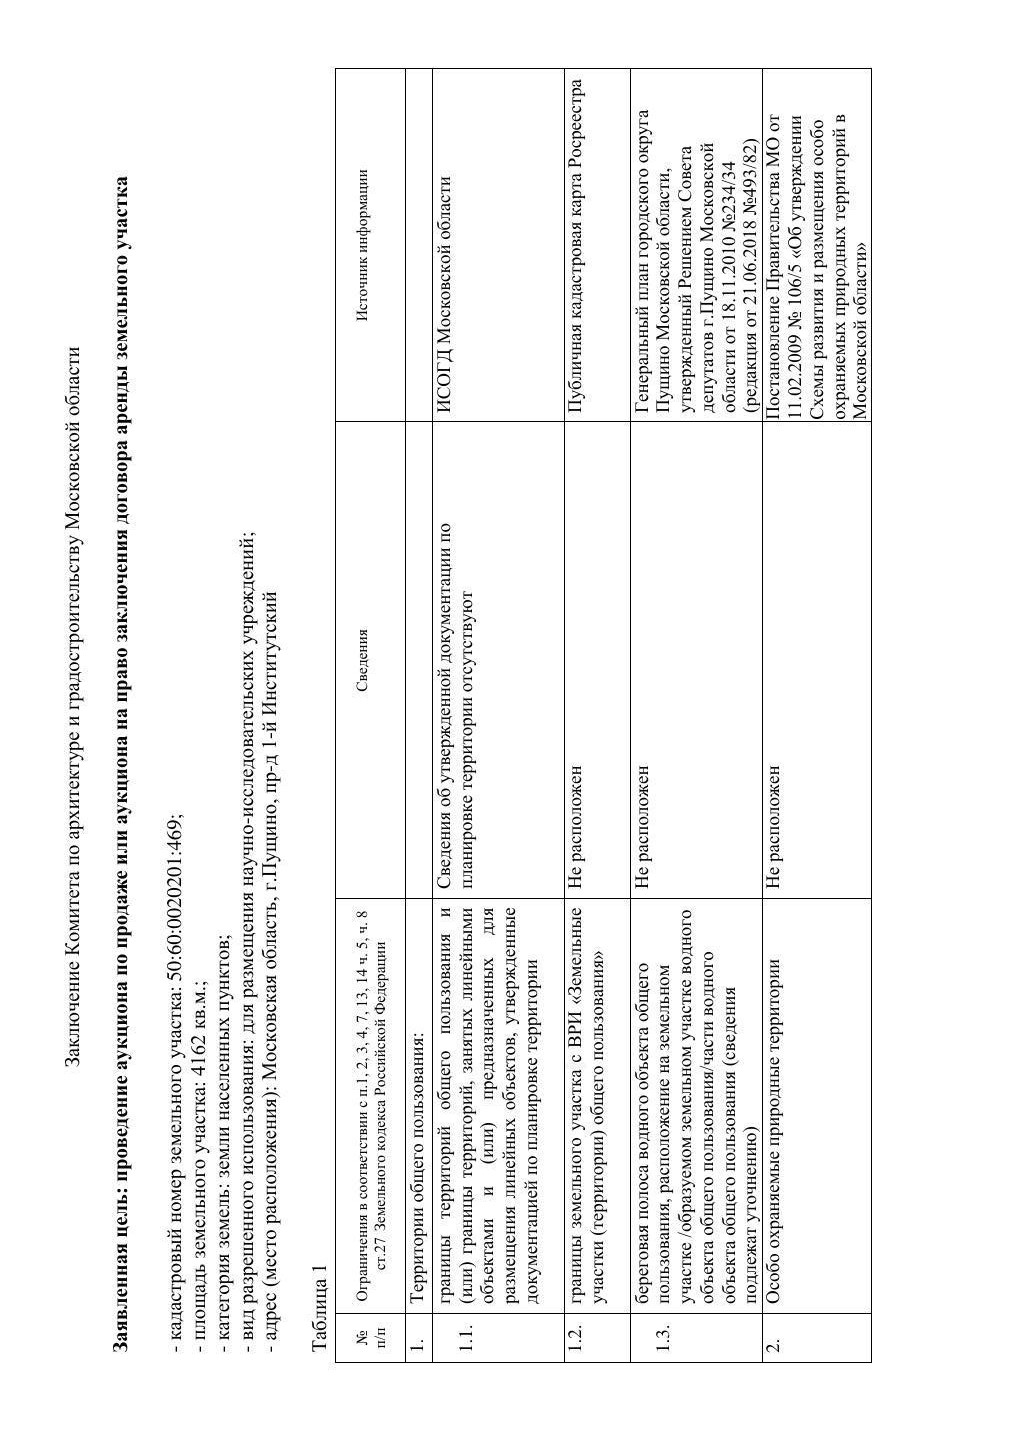 Заключение Комитета по архитектуре и градостроительству Московской области
Заявленная цель: проведение аукциона по продаже или аукциона на право заключения договора аренды земельного участка
- кадастровый номер земельного участка: 50:60:0020201:469;
- площадь земельного участка: 4162 кв.м.;
- категория земель: земли населенных пунктов;
- вид разрешенного использования: для размещения научно-исследовательских учреждений;
- адрес (место расположения): Московская область, г.Пущино, пр-д 1-й Институтский
Таблица 1
№
п/п
Ограничения в соответствии с п.1, 2, 3, 4, 7, 13, 14 ч. 5, ч. 8
ст.27 Земельного кодекса Российской Федерации
Сведения
Источник информации
1.
Территории общего пользования:
1.1.
границы территорий общего пользования и
(или) границы территорий, занятых линейными
объектами и (или) предназначенных для
размещения линейных объектов, утвержденные
документацией по планировке территории
Сведения об утвержденной документации по
планировке территории отсутствуют
ИСОГД Московской области
1.2.
границы земельного участка с ВРИ «Земельные
участки (территории) общего пользования»
Не расположен
Публичная кадастровая карта Росреестра
1.3.
береговая полоса водного объекта общего
пользования, расположение на земельном
участке /образуемом земельном участке водного
объекта общего пользования/части водного
объекта общего пользования (сведения
подлежат уточнению)
Не расположен
Генеральный план городского округа
Пущино Московской области,
утвержденный Решением Совета
депутатов г.Пущино Московской
области от 18.11.2010 №234/34
(редакция от 21.06.2018 №493/82)
2.
Особо охраняемые природные территории
Не расположен
Постановление Правительства МО от
11.02.2009 № 106/5 «Об утверждении
Схемы развития и размещения особо
охраняемых природных территорий в
Московской области»